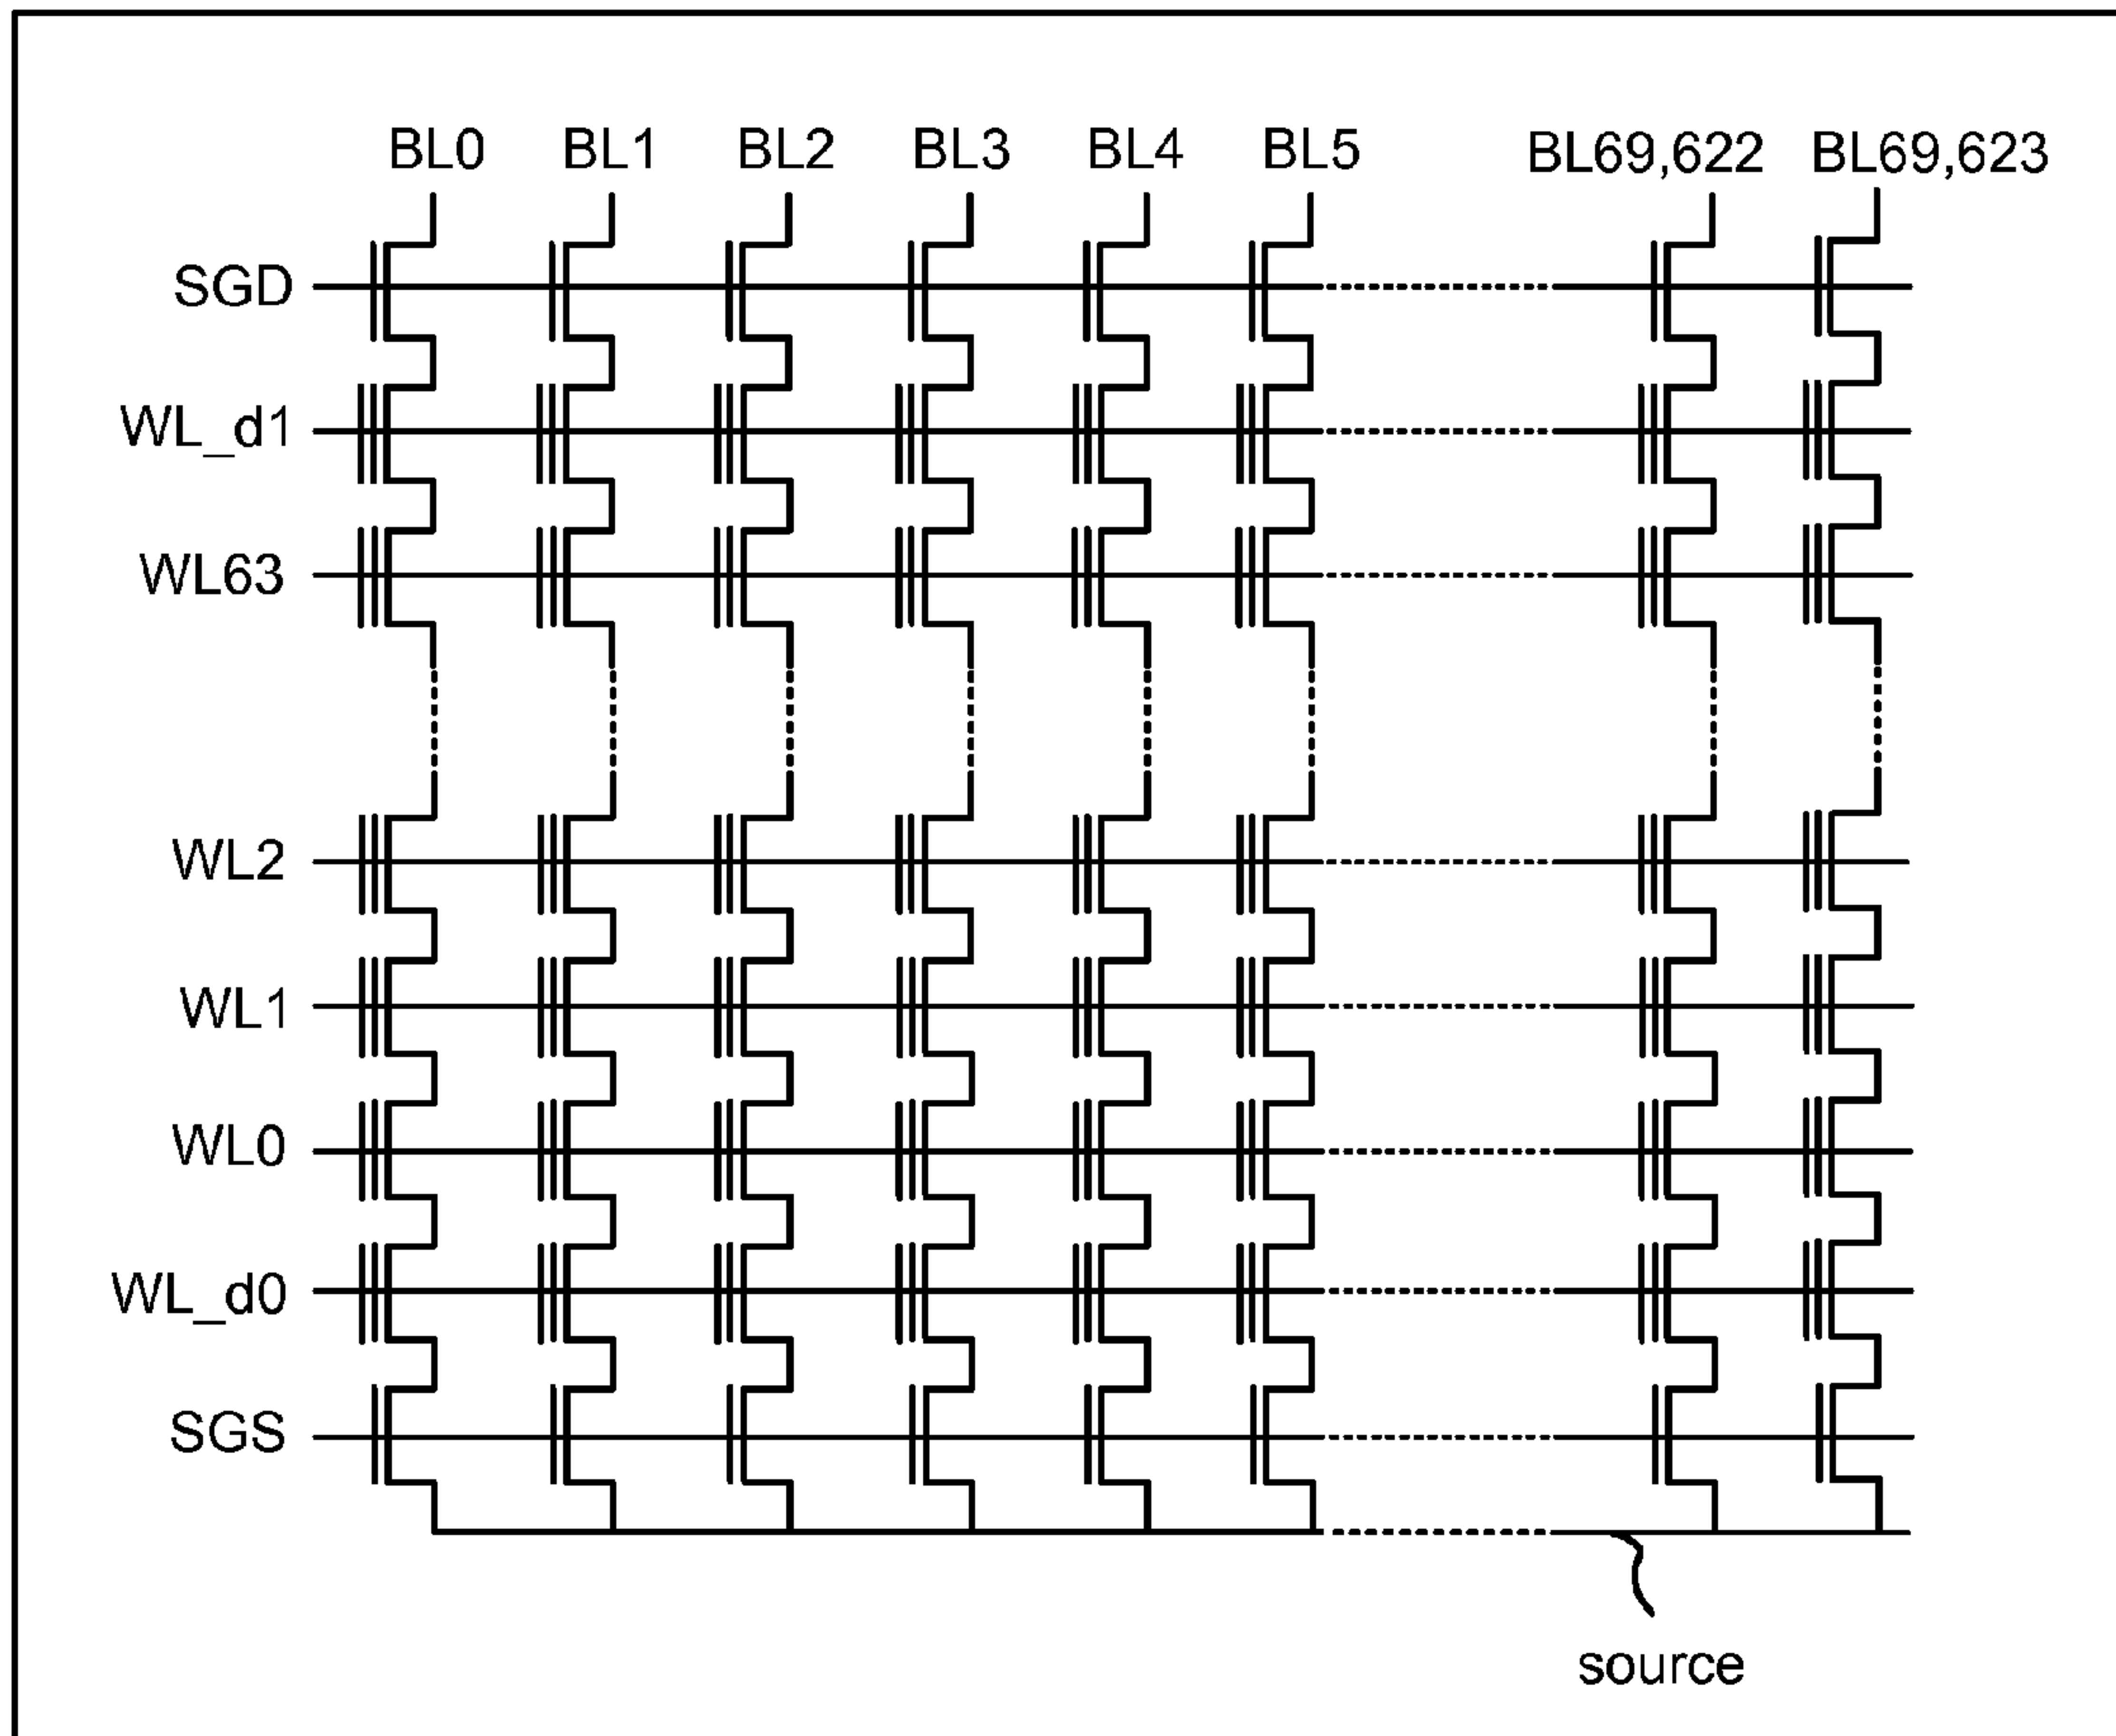 BL0 BL1 BL2 BL3 BL4 BL5 BL69,622 BL69,623
SGD
WL_d1
WL63
WL2
WL1
WL0
WL_d0
SGS
source